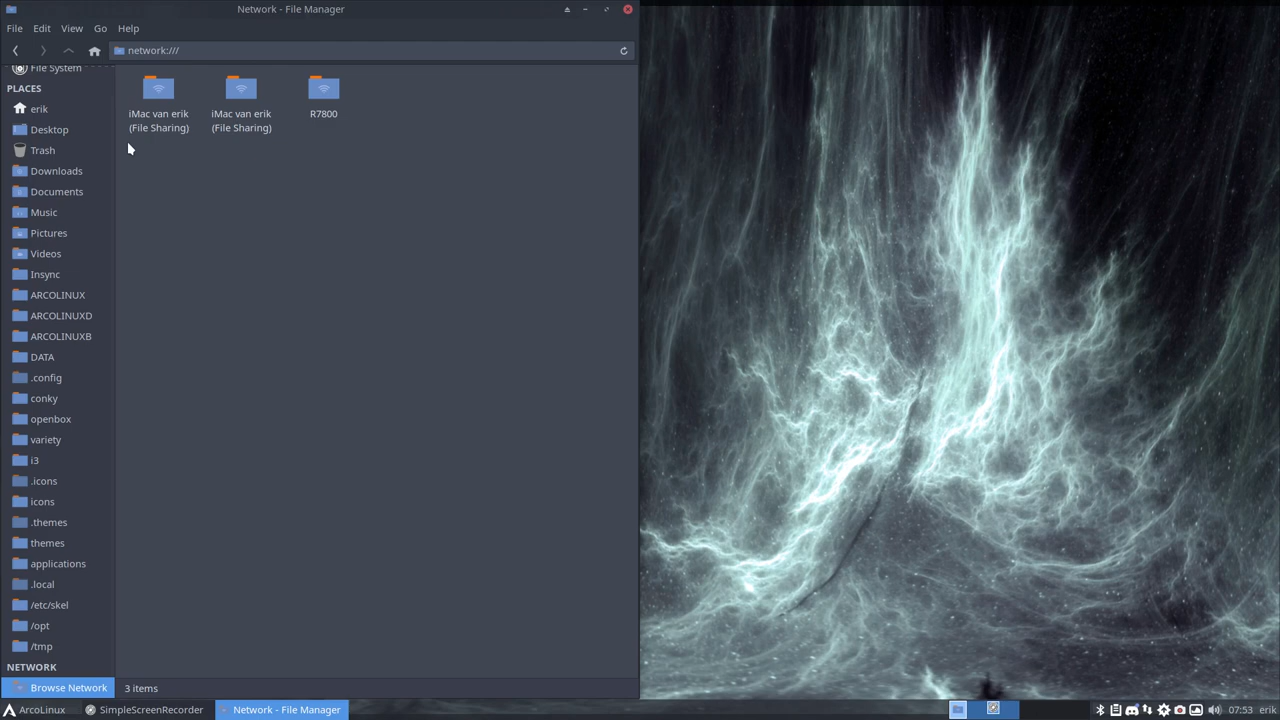 Network - File Manager
File Edit View Go Help
network:///
File System
PLACES
erik
Desktop
Trash
Downloads
Documents
Music
Pictures
Videos
Insync
ARCOLINUX
ARCOLINUXD
ARCOLINUXB
DATA
.config
conky
openbox
variety
i3
.icons
icons
.themes
themes
applications
.local
/etc/skel
/opt
/tmp
NETWORK
Browse Network
iMac van erik
(File Sharing)
iMac van erik
(File Sharing)
R7800
3 items
ArcoLinux SimpleScreenRecorder Network - File Manager 07:53 erik